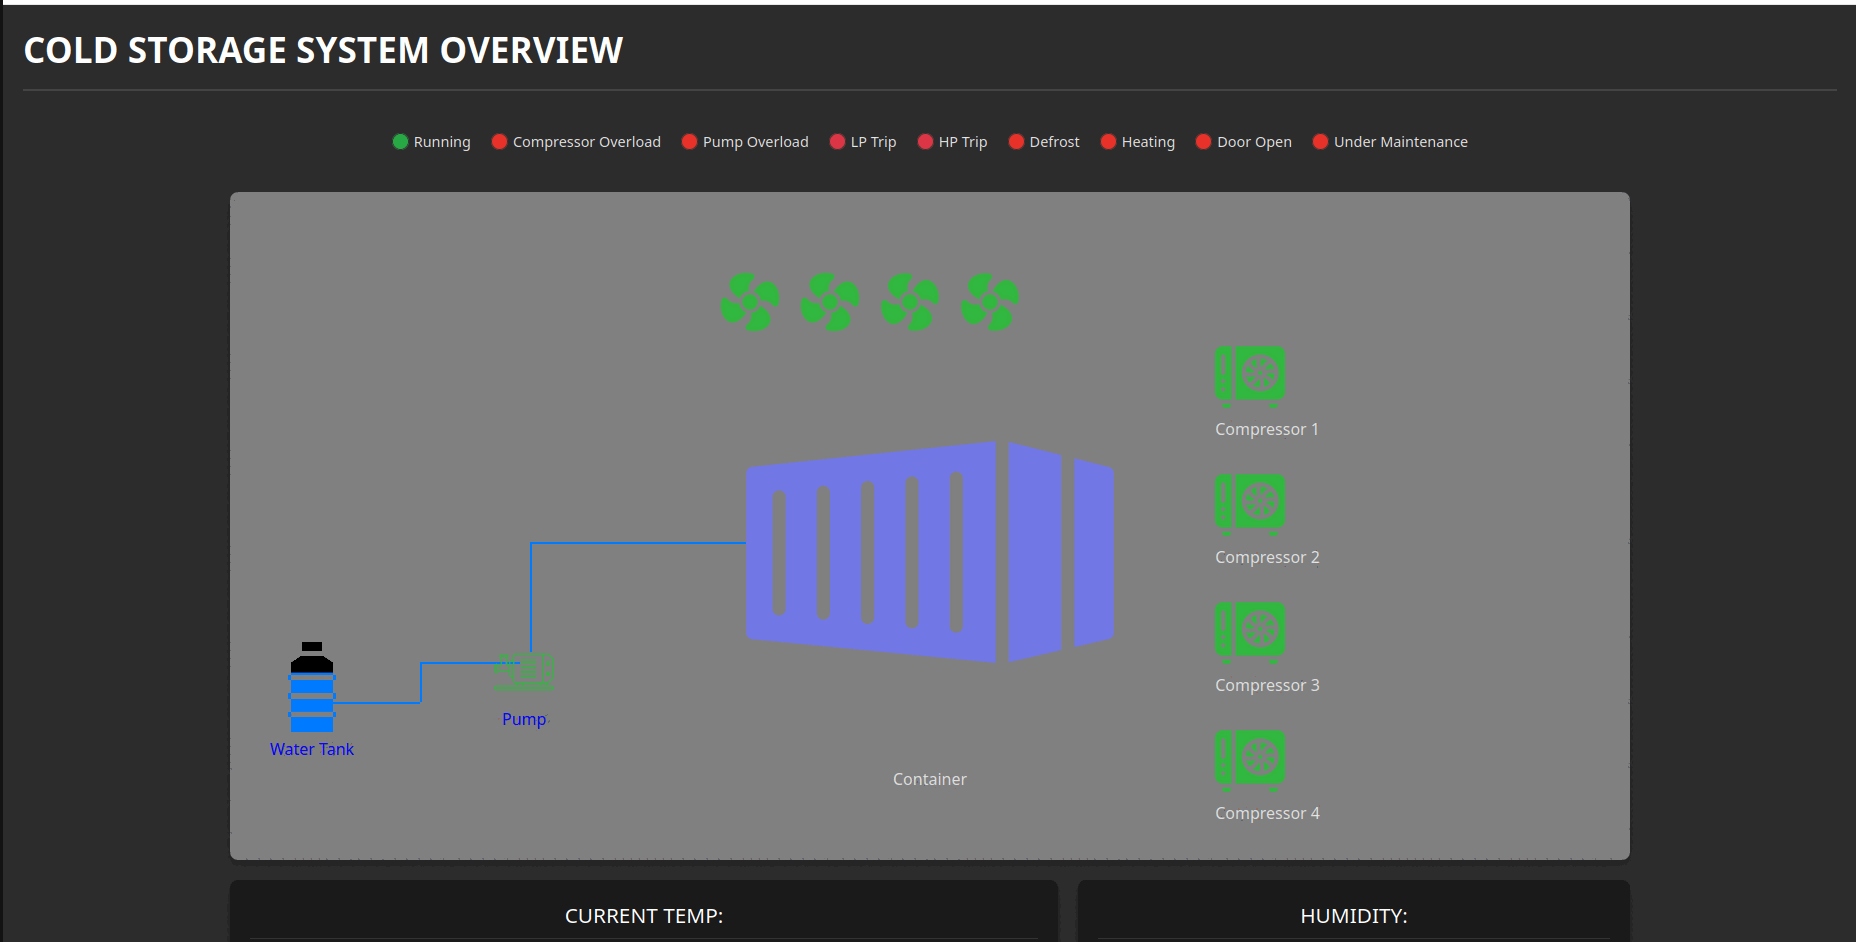 COLD STORAGE SYSTEM OVERVIEW
Running Compressor Overload Pump Overload LP Trip HP Trip Defrost Heating Door Open Under Maintenance
Compressor 1
Compressor 2
Compressor 3
Pump
Water Tank
Container
Compressor 4
CURRENT TEMP:
HUMIDITY: